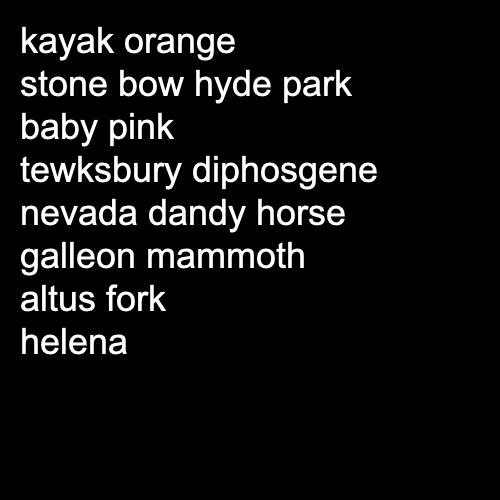 kayak orange
stone bow hyde park
baby pink
tewksbury diphosgene
nevada dandy horse
galleon mammoth
altus fork
helena